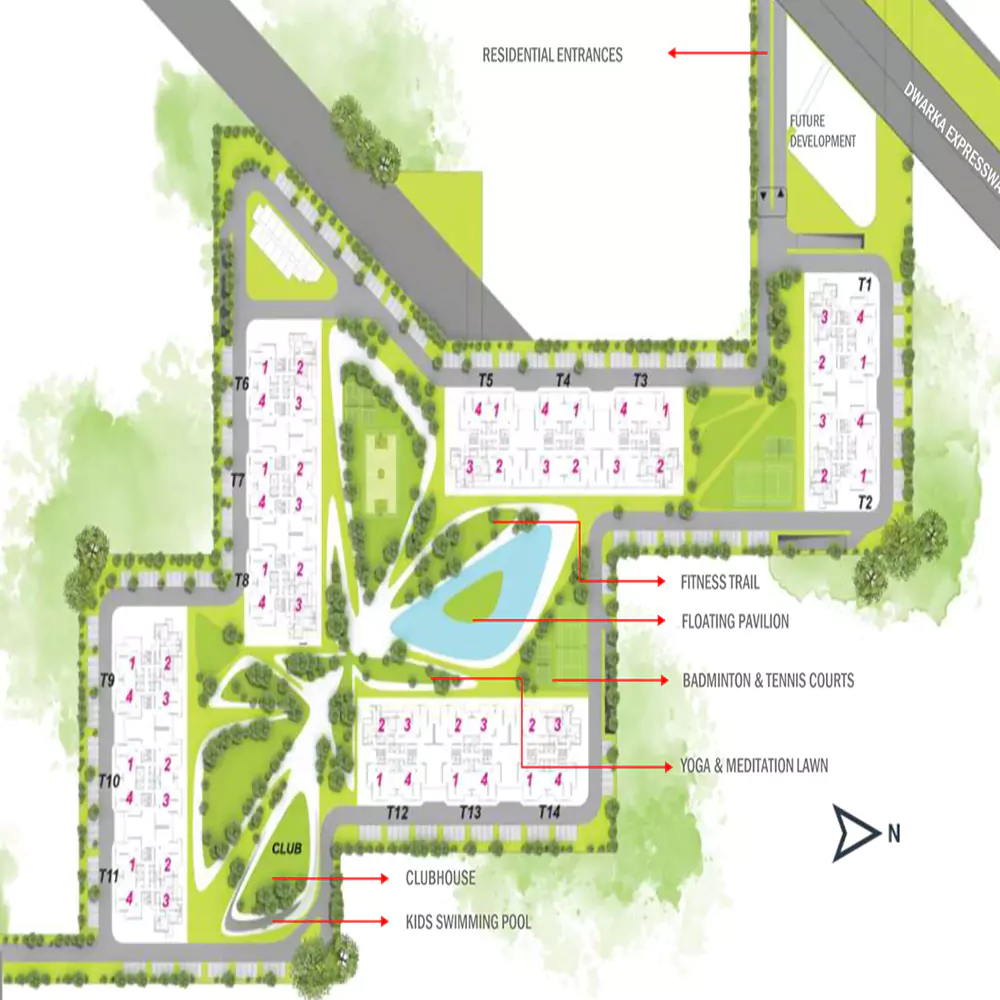 RESIDENTIAL ENTRANCES
DWARKA EXPRESSWA
FUTURE
DEVELOPMENT
T1
3 4
2 1
3 4
2 1
T2
T5 T4 T3
4 1 4 1 4 1
3 2 3 2 3 2
T6
1 2
4 3
T7
1 2
4 3
T8
1 2
4 3
FITNESS TRAIL
FLOATING PAVILION
BADMINTON & TENNIS COURTS
YOGA & MEDITATION LAWN
T9
1 2
4 3
T10
1 2
4 3
T11
1 2
4 3
2 3 2 3 2 3
1 4 1 4 1 4
T12 T13 T14
N
CLUB
CLUBHOUSE
KIDS SWIMMING POOL